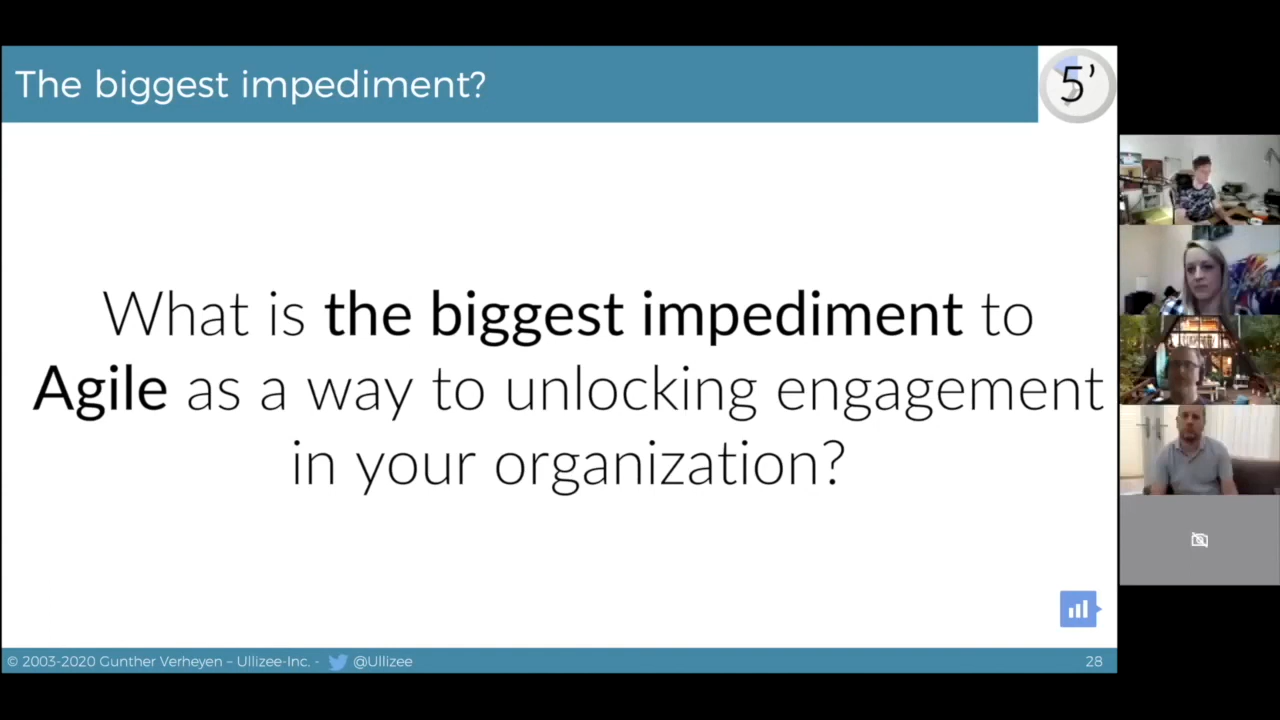 The biggest impediment?
5’
What is the biggest impediment to
Agile as a way to unlocking engagement
in your organization?
© 2003-2020 Gunther Verheyen – Ullizee-Inc. - @Ullizee
28